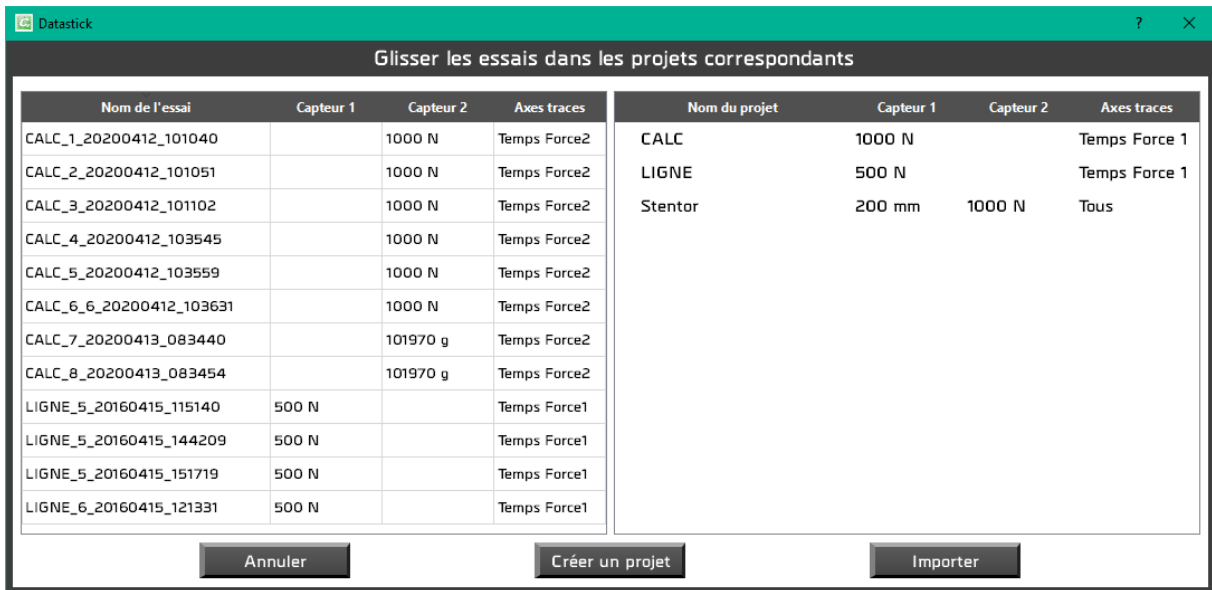 Datastick ? ×
Glisser les essais dans les projets correspondants
Nom de l'essai Capteur 1 Capteur 2 Axes traces
CALC_1_20200412_101040 1000 N Temps Force2
CALC_2_20200412_101051 1000 N Temps Force2
CALC_3_20200412_101102 1000 N Temps Force2
CALC_4_20200412_103545 1000 N Temps Force2
CALC_5_20200412_103559 1000 N Temps Force2
CALC_6_6_20200412_103631 1000 N Temps Force2
CALC_7_20200413_083440 101970 g Temps Force2
CALC_8_20200413_083454 101970 g Temps Force2
LIGNE_5_20160415_115140 500 N Temps Force1
LIGNE_5_20160415_144209 500 N Temps Force1
LIGNE_5_20160415_151719 500 N Temps Force1
LIGNE_6_20160415_121331 500 N Temps Force1
Nom du projet Capteur 1 Capteur 2 Axes traces
CALC 1000 N Temps Force 1
LIGNE 500 N Temps Force 1
Stentor 200 mm 1000 N Tous
Annuler Créer un projet Importer